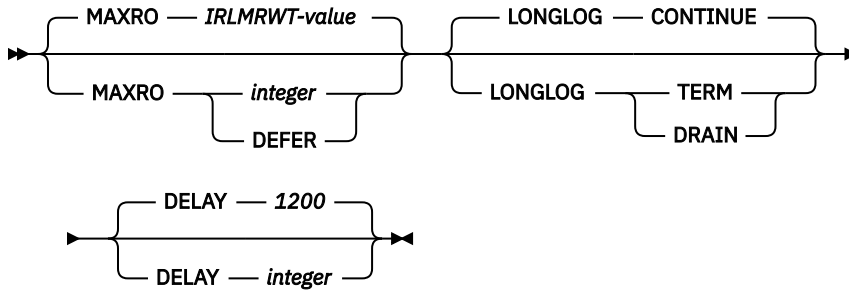 MAXRO IRLMRWT-value LONGLOG CONTINUE
MAXRO integer LONGLOG TERM
DEFER DRAIN
DELAY 1200
DELAY integer